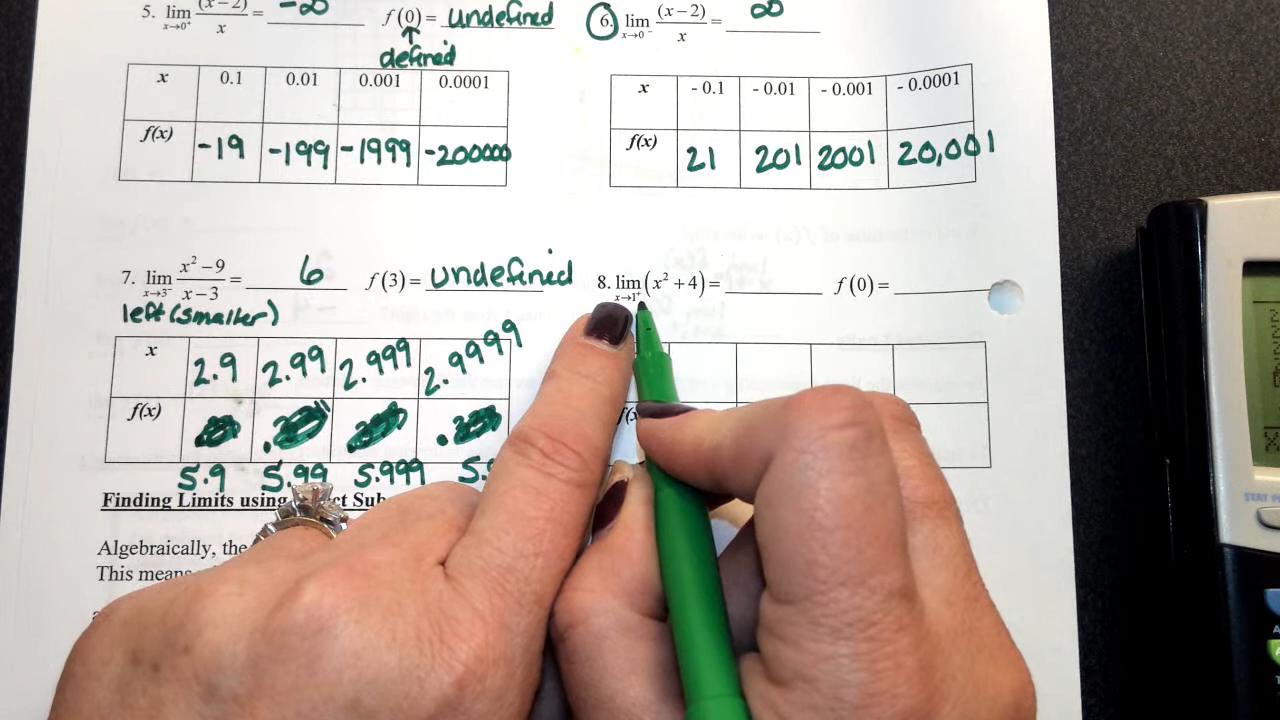 5. lim x→0⁺ (x−2)/x = -∞ f(0) = undefined
defined
x 0.1 0.01 0.001 0.0001
f(x) -19 -199 -1999 -200000
6. lim x→0⁻ (x−2)/x = ∞
x - 0.1 - 0.01 - 0.001 - 0.0001
f(x) 21 201 2001 20,001
7. lim x→3⁻ x²−9/x−3 = 6 f(3) = undefined
left (smaller)
x 2.9 2.99 2.999 2.9999
f(x)
5.9 5.99 5.999
8. lim x→1⁺ (x² + 4) = f(0) =
Finding Limits using
Algebraically, the
This means
STAT